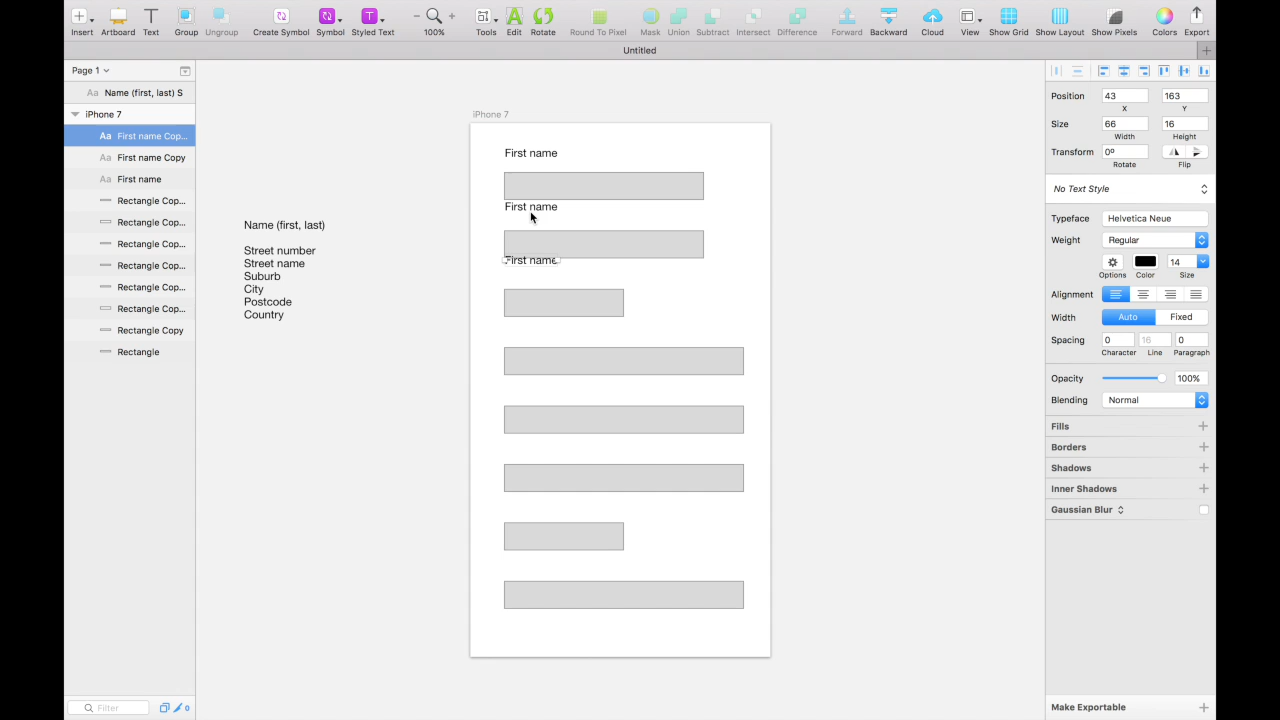 Insert Artboard Text Group Ungroup Create Symbol Symbol Styled Text 100% Tools Edit Rotate Round To Pixel Mask Union Subtract Intersect Difference Forward Backward Cloud View Show Grid Show Layout Show Pixels Colors Export
Untitled
Page 1
Aa Name (first, last) S
iPhone 7
Aa First name Cop...
Aa First name Copy
Aa First name
Rectangle Cop...
Rectangle Cop...
Rectangle Cop...
Rectangle Cop...
Rectangle Cop...
Rectangle Cop...
Rectangle Copy
Rectangle
Filter
0
Name (first, last)
Street number
Street name
Suburb
City
Postcode
Country
iPhone 7
First name
First name
First name
Position 43 163
X Y
Size 66 16
Width Height
Transform 0º
Rotate Flip
No Text Style
Typeface Helvetica Neue
Weight Regular
14
Options Color Size
Alignment
Width Auto Fixed
Spacing 0 16 0
Character Line Paragraph
Opacity 100%
Blending Normal
Fills
Borders
Shadows
Inner Shadows
Gaussian Blur
Make Exportable